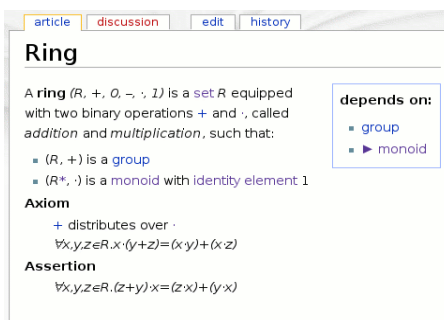 article discussion edit history
Ring
A ring (R, +, 0, –, ·, 1) is a set R equipped
with two binary operations + and ·, called
addition and multiplication, such that:
(R, +) is a group
(R*, ·) is a monoid with identity element 1
Axiom
+ distributes over ·
∀x,y,z∈R.x·(y+z)=(x·y)+(x·z)
Assertion
∀x,y,z∈R.(z+y)·x=(z·x)+(y·x)
depends on:
group
► monoid